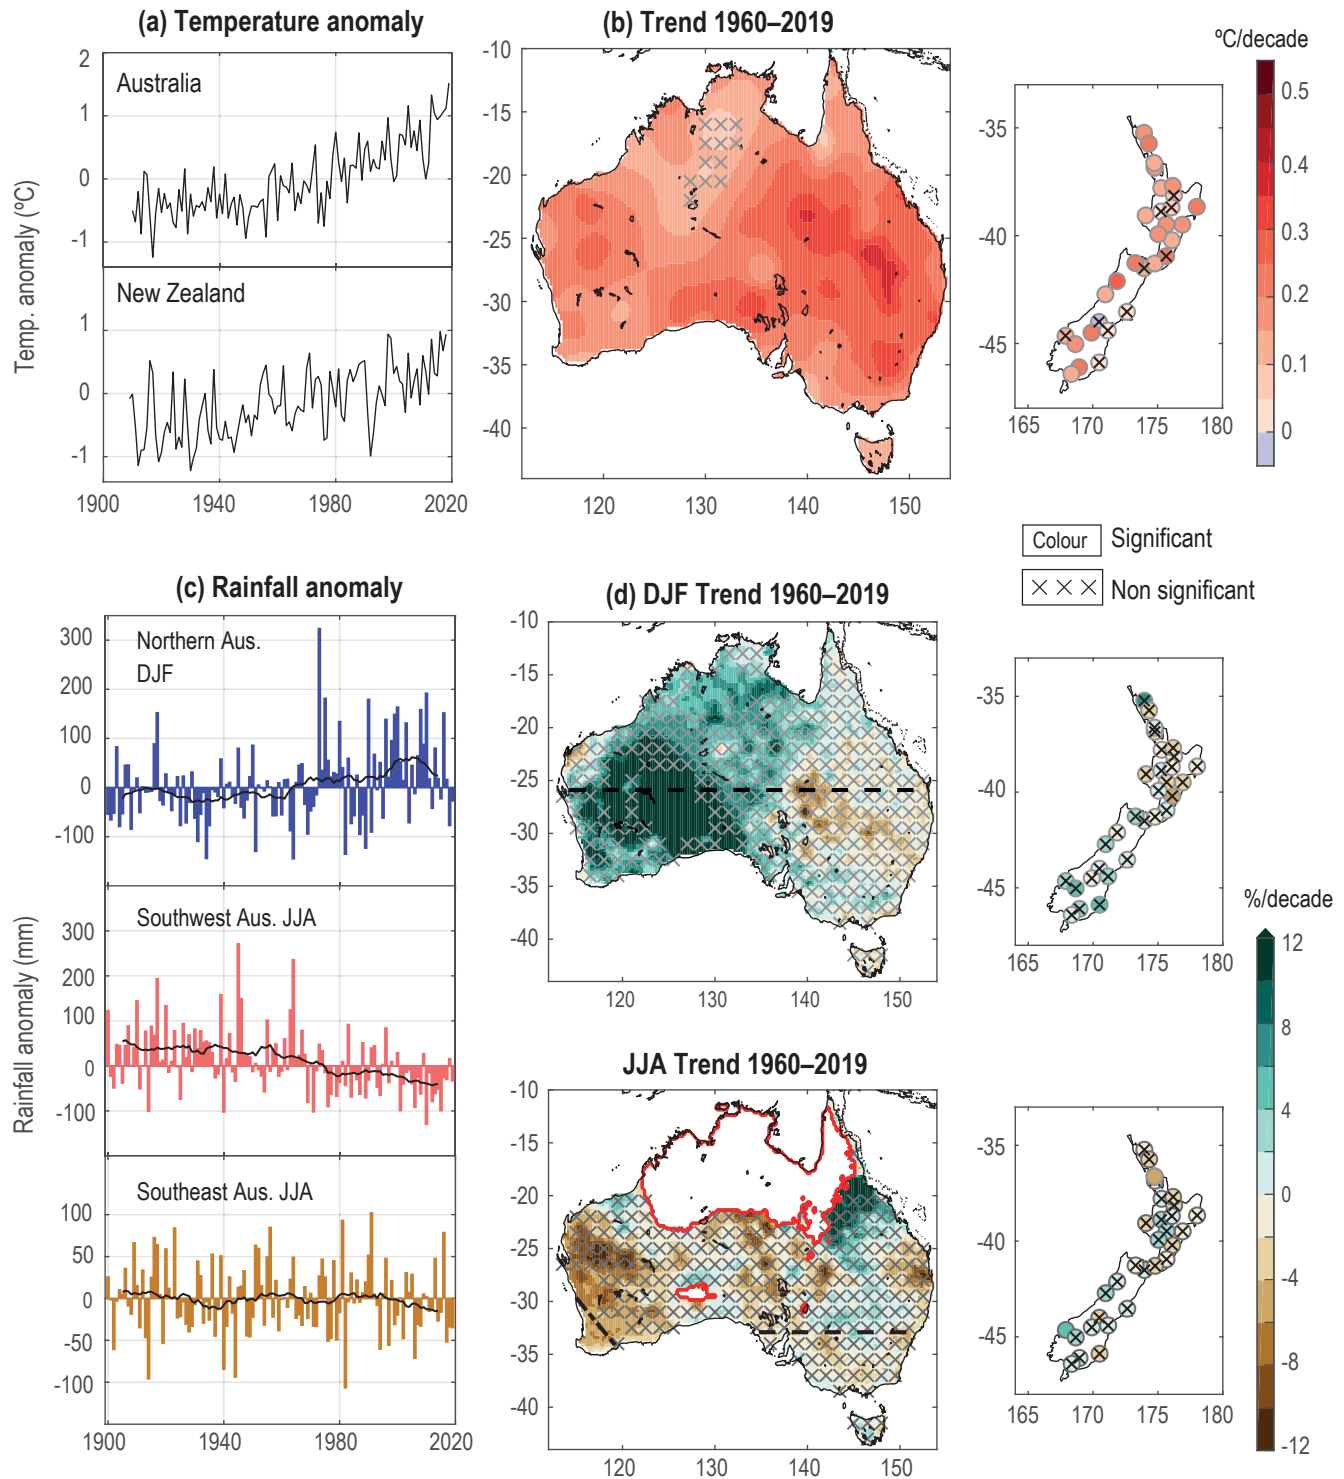 (a) Temperature anomaly
(b) Trend 1960–2019
ºC/decade
Temp. anomaly (ºC)
Australia
2
1
0
-1
New Zealand
1
0
-1
1900 1940 1980 2020
-10
-15
-20
-25
-30
-35
-40
120 130 140 150
-35
-40
-45
165 170 175 180
0.5
0.4
0.3
0.2
0.1
0
Colour Significant
Non significant
(c) Rainfall anomaly
Rainfall anomaly (mm)
Northern Aus.
DJF
300
200
100
0
-100
Southwest Aus. JJA
300
200
100
0
-100
Southeast Aus. JJA
100
50
0
-50
-100
1900 1940 1980 2020
(d) DJF Trend 1960–2019
-10
-15
-20
-25
-30
-35
-40
120 130 140 150
-35
-40
-45
165 170 175 180
JJA Trend 1960–2019
-10
-15
-20
-25
-30
-35
-40
120 130 140 150
-35
-40
-45
165 170 175 180
%/decade
12
8
4
0
-4
-8
-12